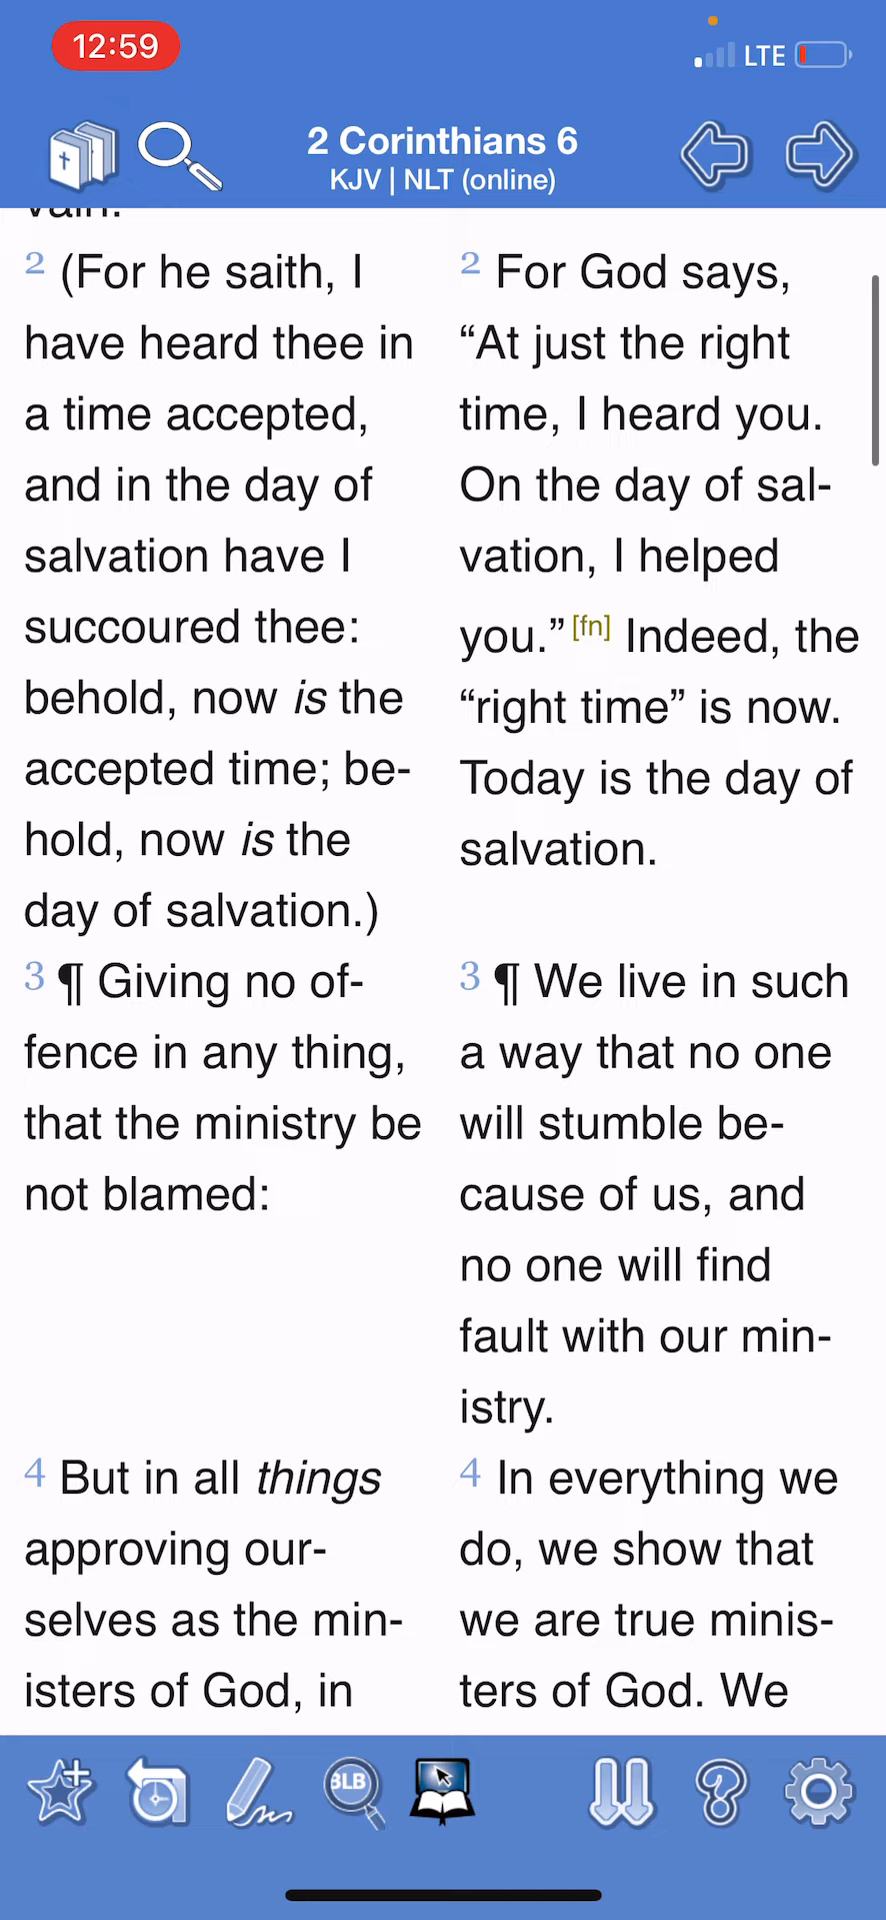 12:59
LTE
2 Corinthians 6
KJV | NLT (online)
vain.
2 (For he saith, I
have heard thee in
a time accepted,
and in the day of
salvation have I
succoured thee:
behold, now is the
accepted time; be-
hold, now is the
day of salvation.)
3 ¶ Giving no of-
fence in any thing,
that the ministry be
not blamed:
4 But in all things
approving our-
selves as the min-
isters of God, in
2 For God says,
“At just the right
time, I heard you.
On the day of sal-
vation, I helped
you.” [fn] Indeed, the
“right time” is now.
Today is the day of
salvation.
3 ¶ We live in such
a way that no one
will stumble be-
cause of us, and
no one will find
fault with our min-
istry.
4 In everything we
do, we show that
we are true minis-
ters of God. We
BLB